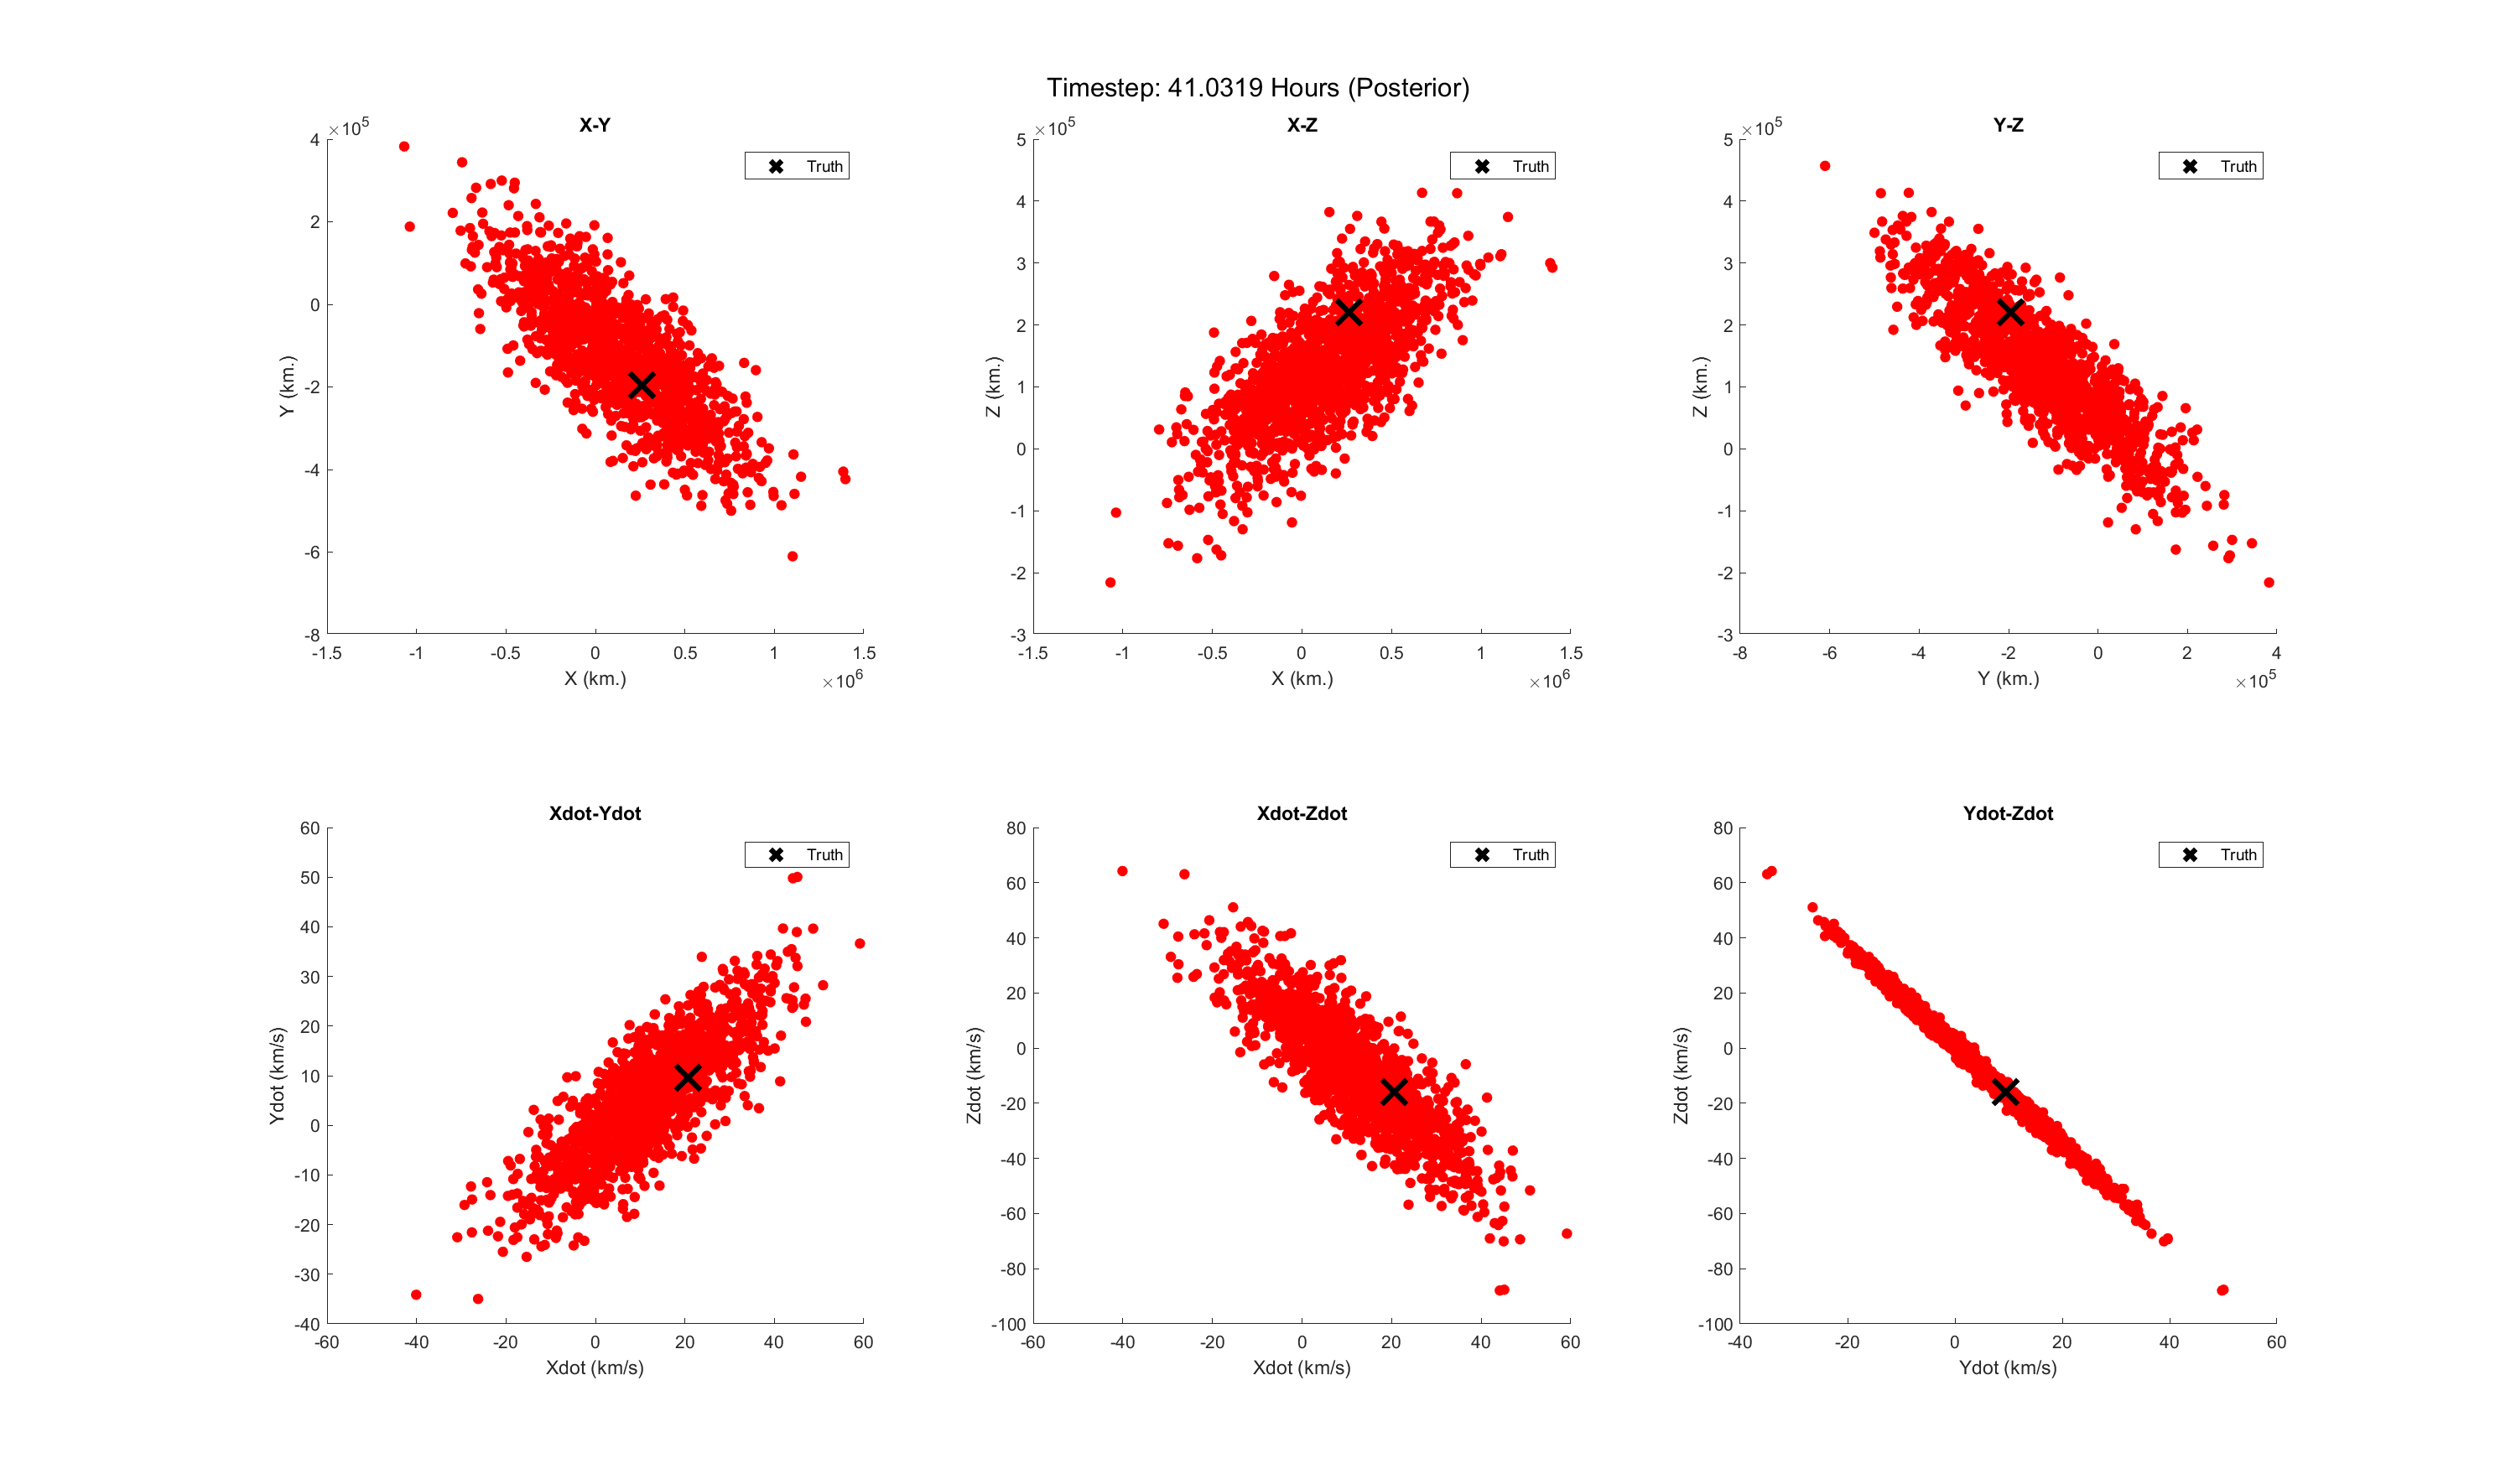 Timestep: 41.0319 Hours (Posterior)
X-Y
×10^5
4
2
0
-2
-4
-6
-8
Y (km.)
Truth
-1.5 -1 -0.5 0 0.5 1 1.5
X (km.)
×10^6
X-Z
×10^5
5
4
3
2
1
0
-1
-2
-3
Z (km.)
Truth
-1.5 -1 -0.5 0 0.5 1 1.5
X (km.)
×10^6
Y-Z
×10^5
5
4
3
2
1
0
-1
-2
-3
Z (km.)
Truth
-8 -6 -4 -2 0 2 4
Y (km.)
×10^5
Xdot-Ydot
60
50
40
30
20
10
0
-10
-20
-30
-40
Ydot (km/s)
Truth
-60 -40 -20 0 20 40 60
Xdot (km/s)
Xdot-Zdot
80
60
40
20
0
-20
-40
-60
-80
-100
Zdot (km/s)
Truth
-60 -40 -20 0 20 40 60
Xdot (km/s)
Ydot-Zdot
80
60
40
20
0
-20
-40
-60
-80
-100
Zdot (km/s)
Truth
-40 -20 0 20 40 60
Ydot (km/s)